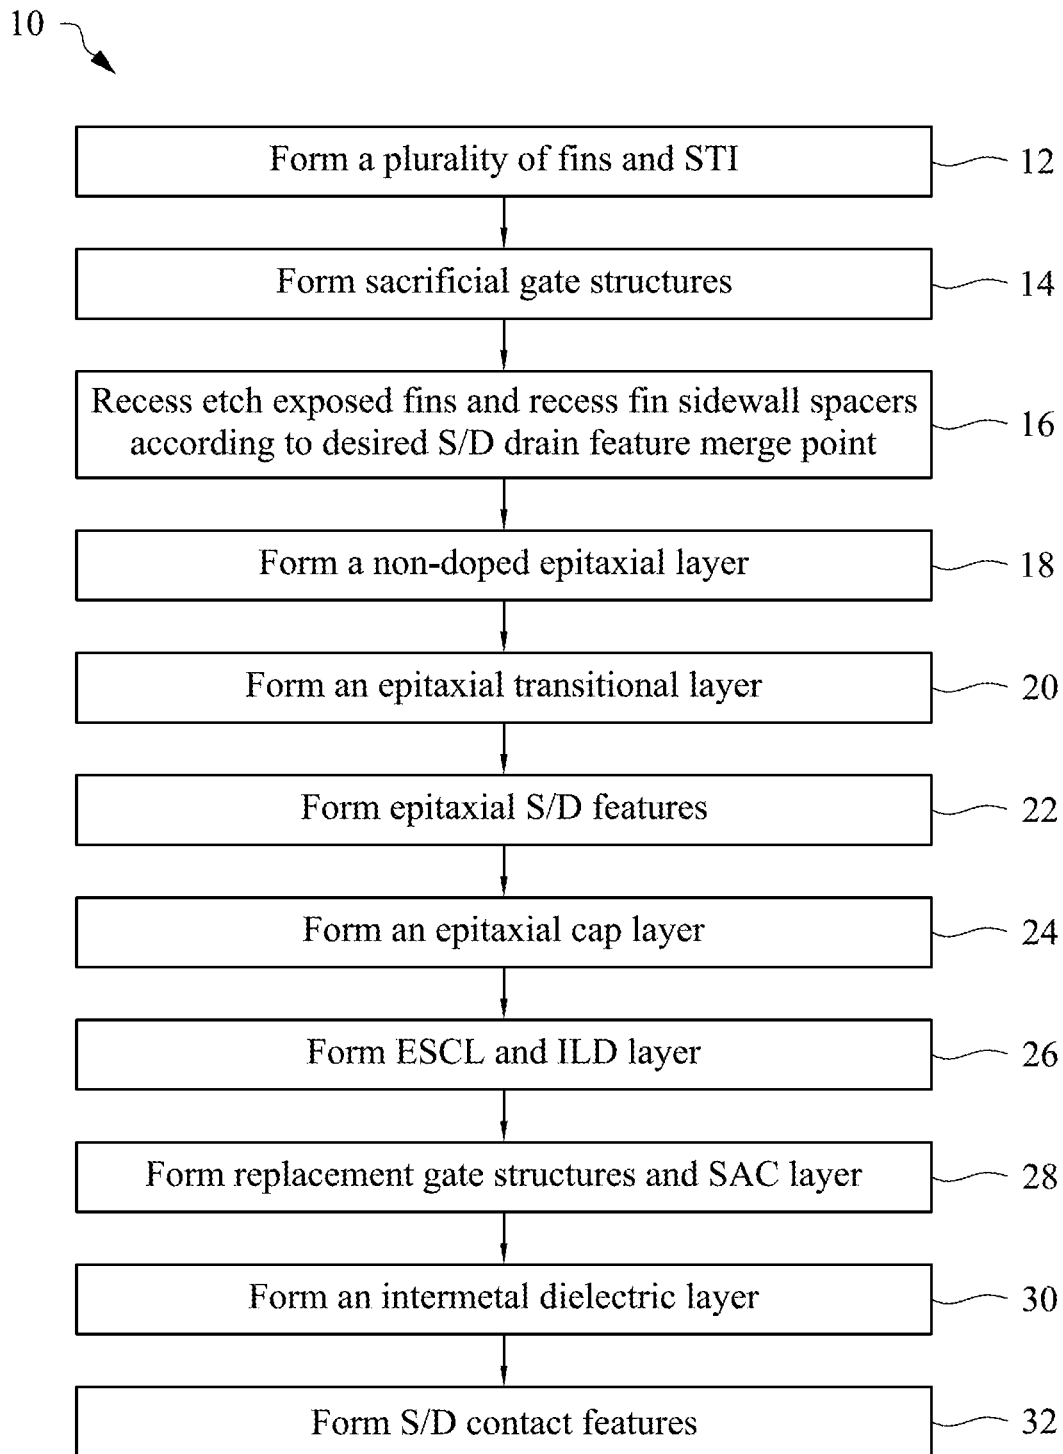 10
Form a plurality of fins and STI
12
Form sacrificial gate structures
14
Recess etch exposed fins and recess fin sidewall spacers
according to desired S/D drain feature merge point
16
Form a non-doped epitaxial layer
18
Form an epitaxial transitional layer
20
Form epitaxial S/D features
22
Form an epitaxial cap layer
24
Form ESCL and ILD layer
26
Form replacement gate structures and SAC layer
28
Form an intermetal dielectric layer
30
Form S/D contact features
32